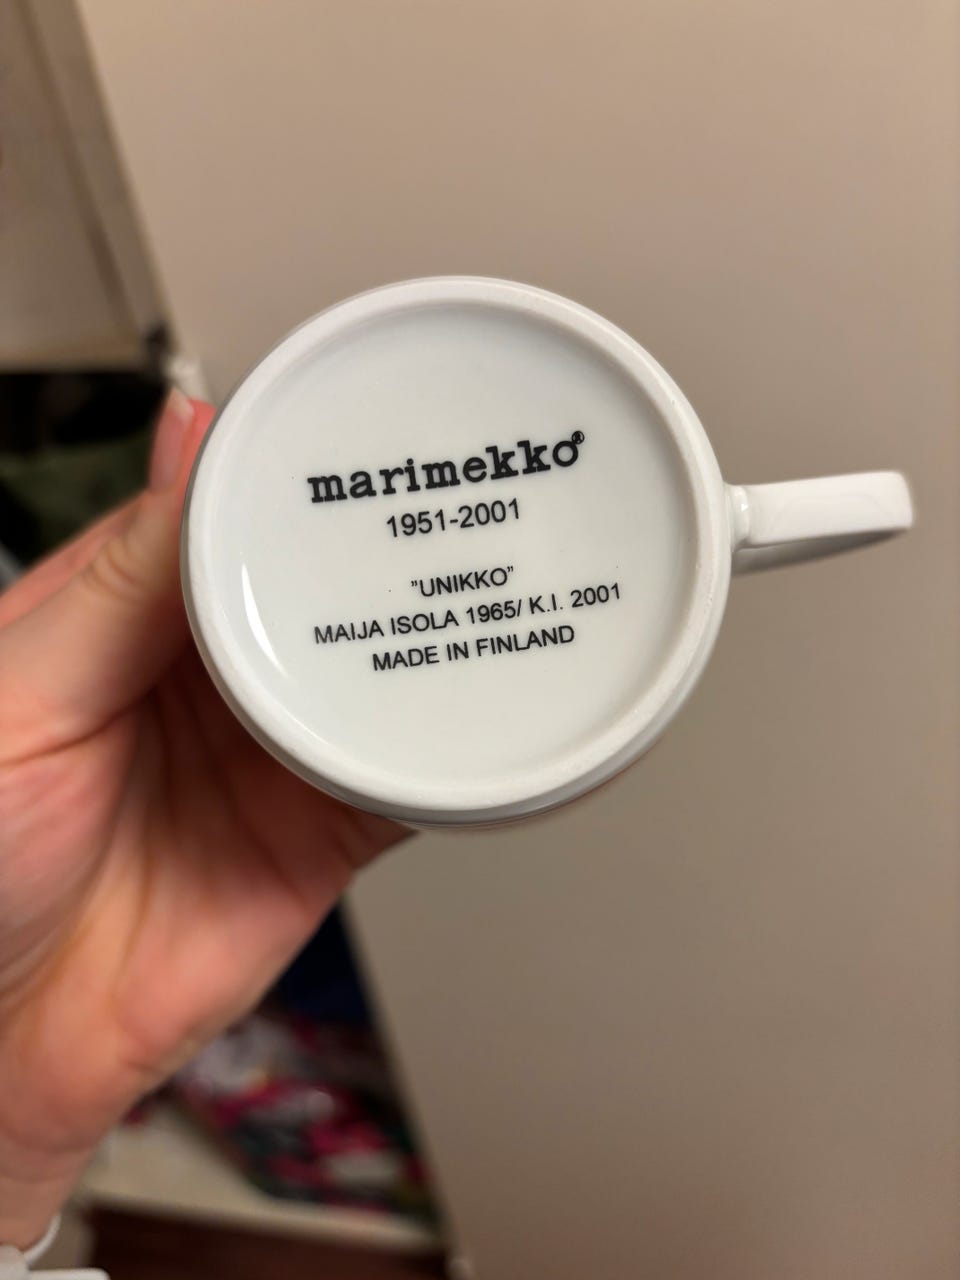 marimekko®
1951-2001
"UNIKKO"
MAIJA ISOLA 1965/ K.I. 2001
MADE IN FINLAND